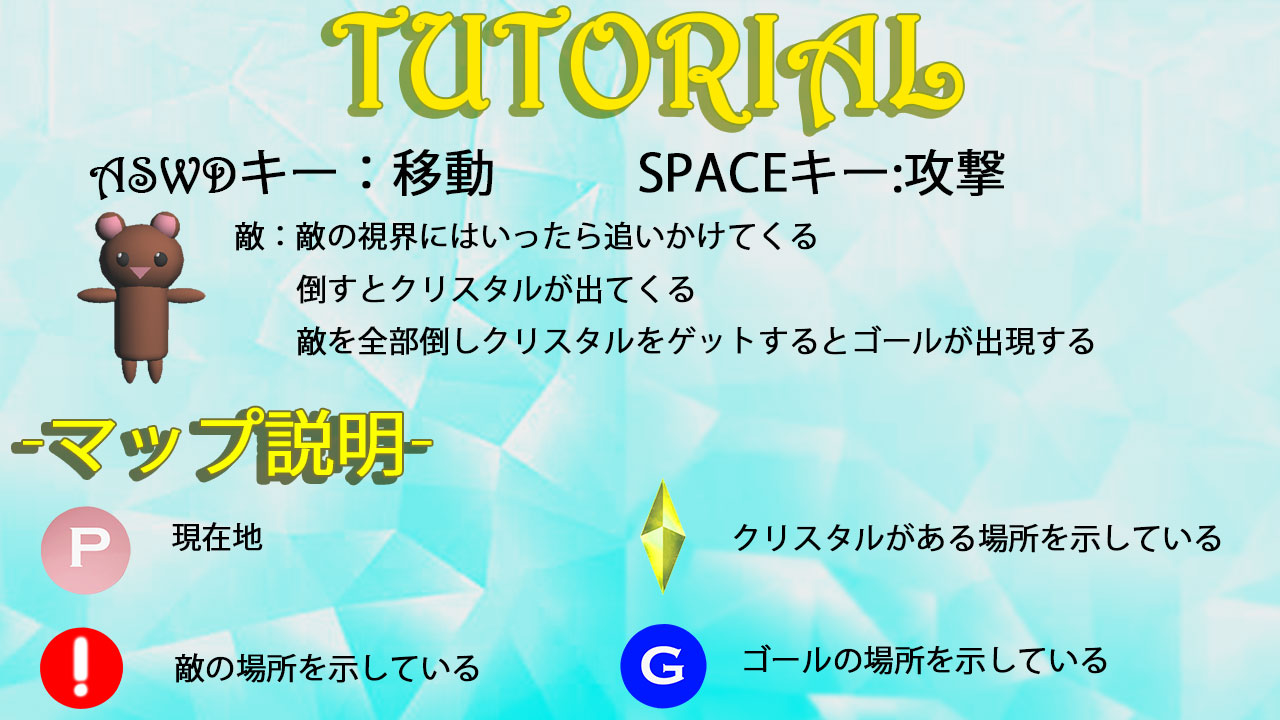 TUTORIAL
ASWDキー：移動
SPACEキー:攻撃
敵：敵の視界にはいったら追いかけてくる
倒すとクリスタルが出てくる
敵を全部倒しクリスタルをゲットするとゴールが出現する
-マップ説明-
P 現在地
クリスタルがある場所を示している
! 敵の場所を示している
G ゴールの場所を示している